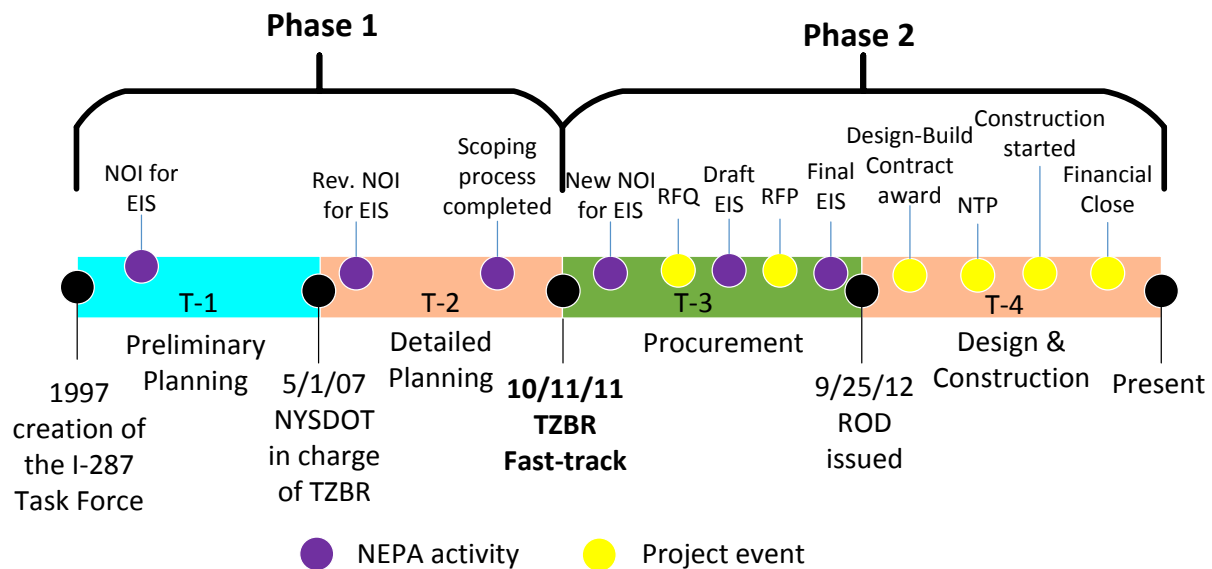 Phase 1
Phase 2
NOI for
EIS
Rev. NOI
for EIS
Scoping
process
completed
New NOI
for EIS
RFQ
Draft
EIS
RFP
Final
EIS
Design-Build
Contract
award
NTP
Construction
started
Financial
Close
T-1
T-2
T-3
T-4
Preliminary
Planning
Detailed
Planning
Procurement
Design &
Construction
1997
creation of
the I-287
Task Force
5/1/07
NYSDOT
in charge
of TZBR
10/11/11
TZBR
Fast-track
9/25/12
ROD
issued
Present
NEPA activity
Project event